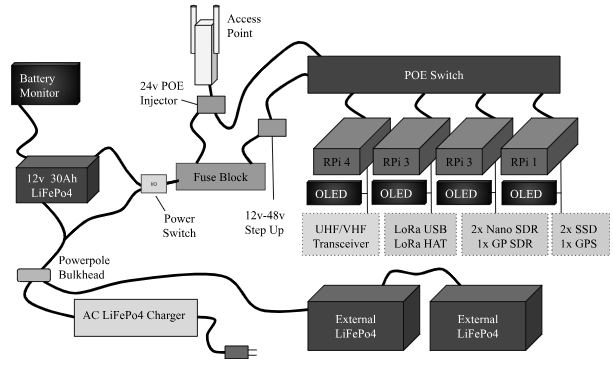 Access
Point
Battery
Monitor
24v POE
Injector
POE Switch
12v 30Ah
LiFePo4
I/O
Fuse Block
Power
Switch
12v-48v
Step Up
RPi 4
RPi 3
RPi 3
RPi 1
OLED
OLED
OLED
OLED
UHF/VHF
Transceiver
LoRa USB
LoRa HAT
2x Nano SDR
1x GP SDR
2x SSD
1x GPS
Powerpole
Bulkhead
AC LiFePo4 Charger
External
LiFePo4
External
LiFePo4